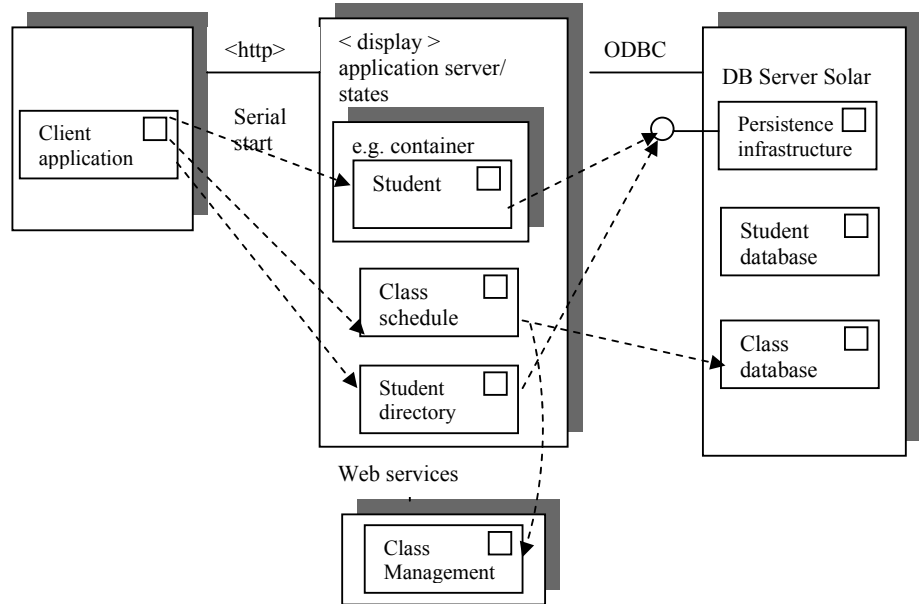 <http>
Serial
start
Client
application
< display >
application server/
states
e.g. container
Student
Class
schedule
Student
directory
ODBC
DB Server Solar
Persistence
infrastructure
Student
database
Class
database
Web services
Class
Management